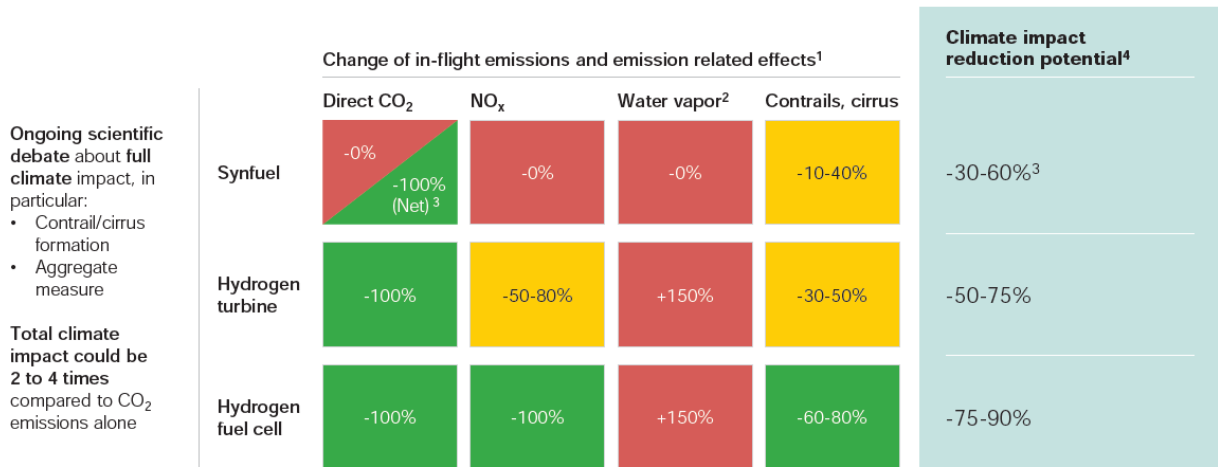 Change of in-flight emissions and emission related effects¹
Climate impact
reduction potential⁴
Direct CO₂
NOₓ
Water vapor²
Contrails, cirrus
Ongoing scientific
debate about full
climate impact, in
particular:
• Contrail/cirrus
formation
• Aggregate
measure
Total climate
impact could be
2 to 4 times
compared to CO₂
emissions alone
Synfuel
-0%
-100%
(Net) ³
-0%
-0%
-10-40%
-30-60%³
Hydrogen
turbine
-100%
-50-80%
+150%
-30-50%
-50-75%
Hydrogen
fuel cell
-100%
-100%
+150%
-60-80%
-75-90%